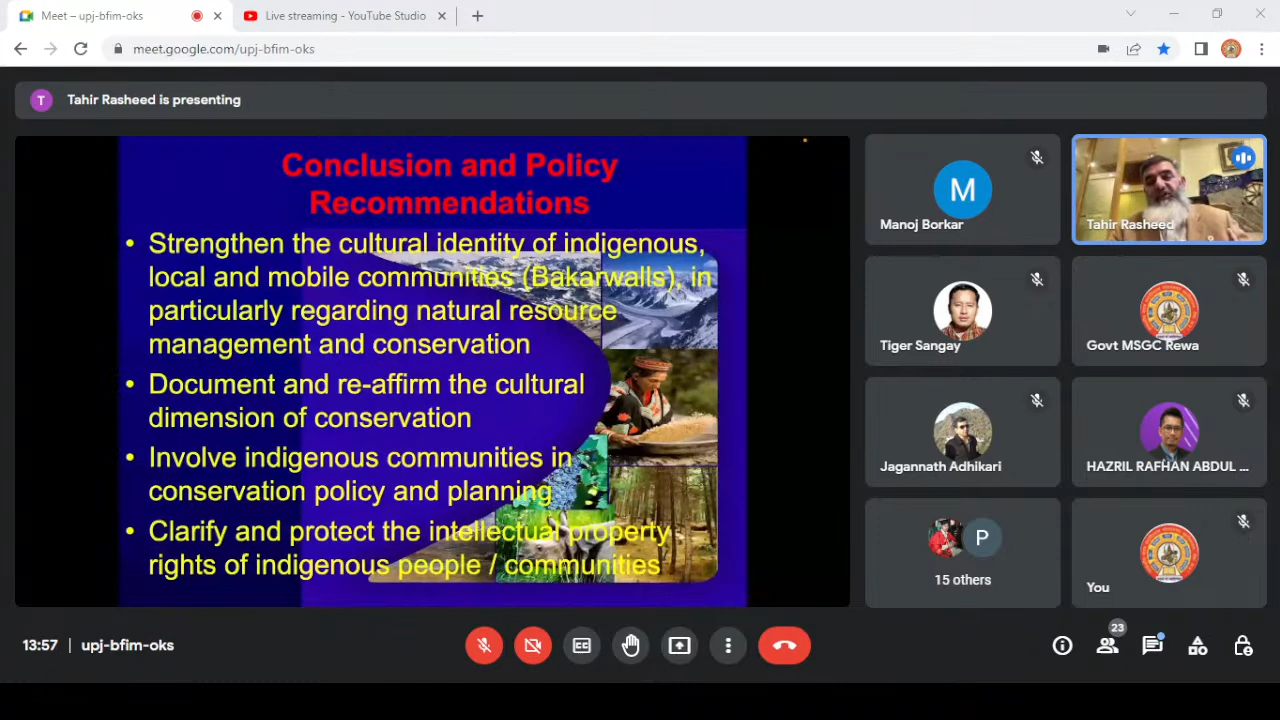 Meet – upj-bfim-oks
Live streaming - YouTube Studio
meet.google.com/upj-bfim-oks
T
Tahir Rasheed is presenting
Conclusion and Policy
Recommendations
• Strengthen the cultural identity of indigenous,
local and mobile communities (Bakarwalls), in
particularly regarding natural resource
management and conservation
• Document and re-affirm the cultural
dimension of conservation
• Involve indigenous communities in
conservation policy and planning
• Clarify and protect the intellectual property
rights of indigenous people / communities
M
Manoj Borkar
Tahir Rasheed
Tiger Sangay
Govt MSGC Rewa
Jagannath Adhikari
HAZRIL RAFHAN ABDUL ...
P
15 others
You
13:57 | upj-bfim-oks
CC
23